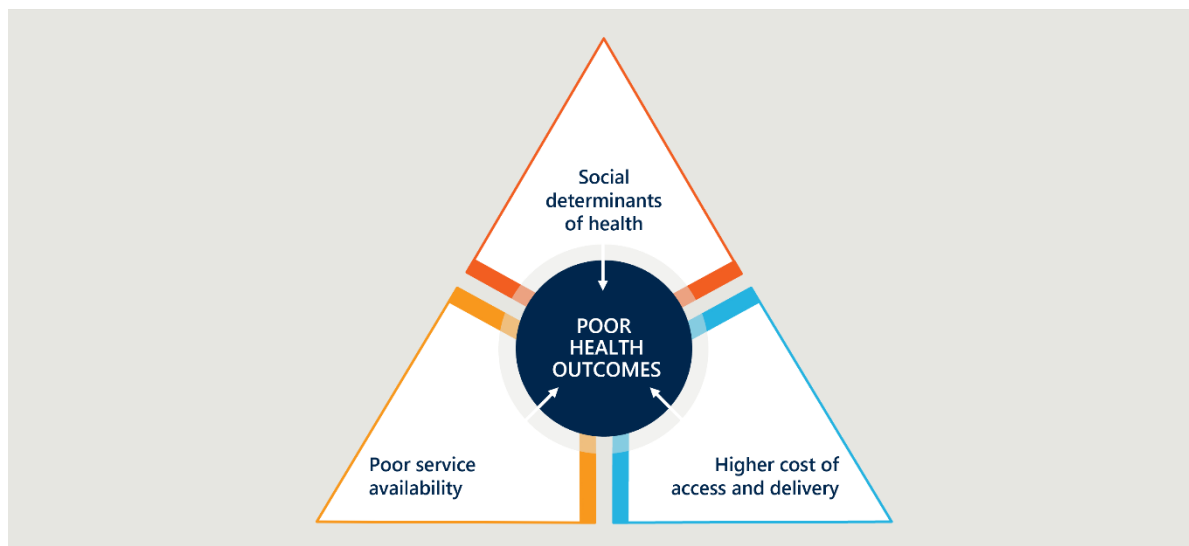 Social
determinants
of health
POOR
HEALTH
OUTCOMES
Poor service
availability
Higher cost of
access and delivery